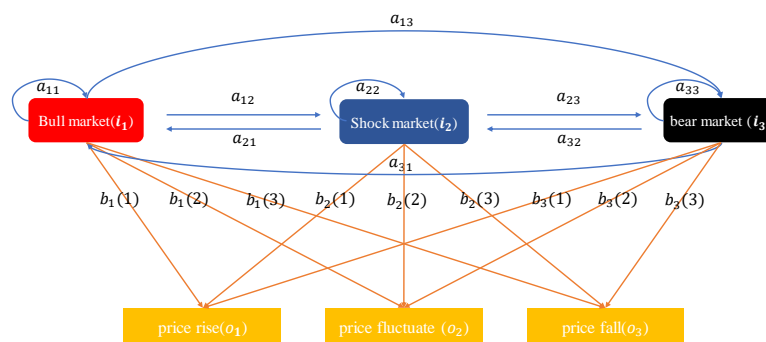 a₁₃
a₁₁
a₂₂
a₃₃
Bull market(i₁)
a₁₂
Shock market(i₂)
a₂₃
bear market (i₃
a₂₁
a₃₂
a₃₁
b₁(1)
b₁(2)
b₁(3)
b₂(1)
b₂(2)
b₂(3)
b₃(1)
b₃(2)
b₃(3)
price rise(o₁)
price fluctuate (o₂)
price fall(o₃)